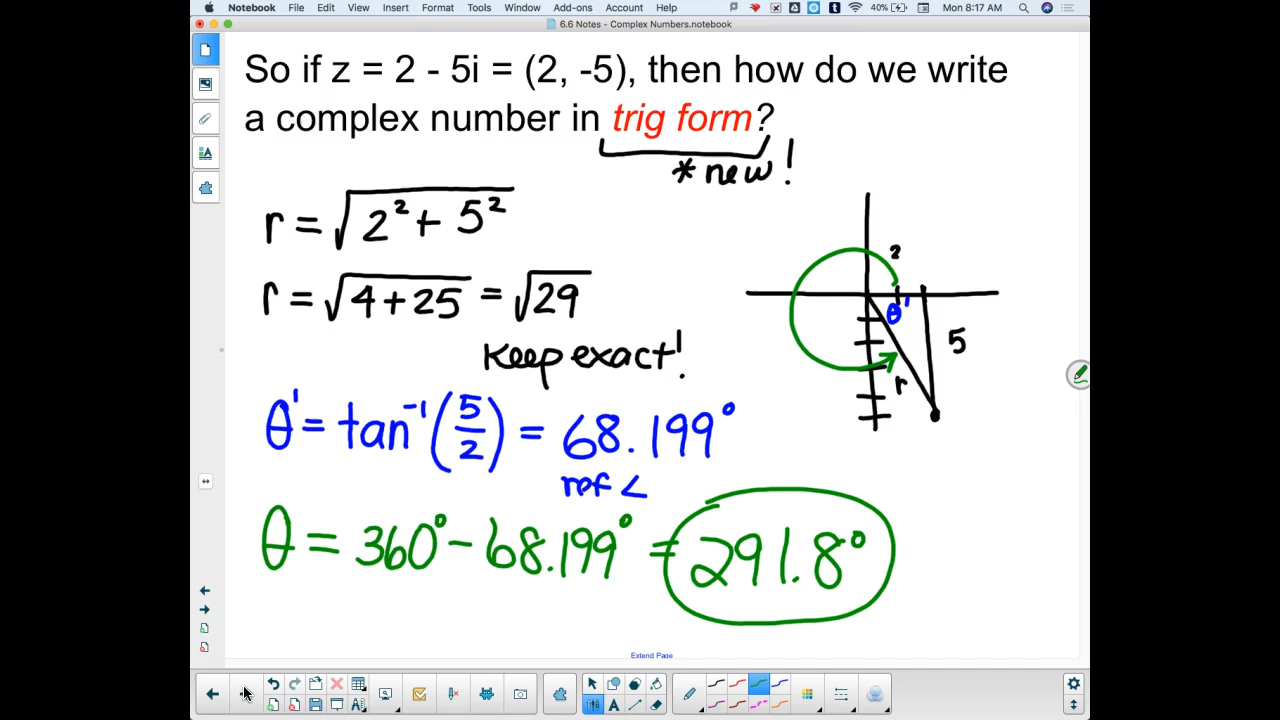 Notebook File Edit View Insert Format Tools Window Add-ons Account Help 40% Mon 8:17 AM
6.6 Notes - Complex Numbers.notebook
So if z = 2 - 5i = (2, -5), then how do we write
a complex number in trig form?
* new!
r = √2² + 5²
2
r = √4+25 = √29
θ'
5
Keep exact!
r
θ' = tan⁻¹(5/2) = 68.199°
ref <
θ = 360° - 68.199° = 291.8°
Extend Page